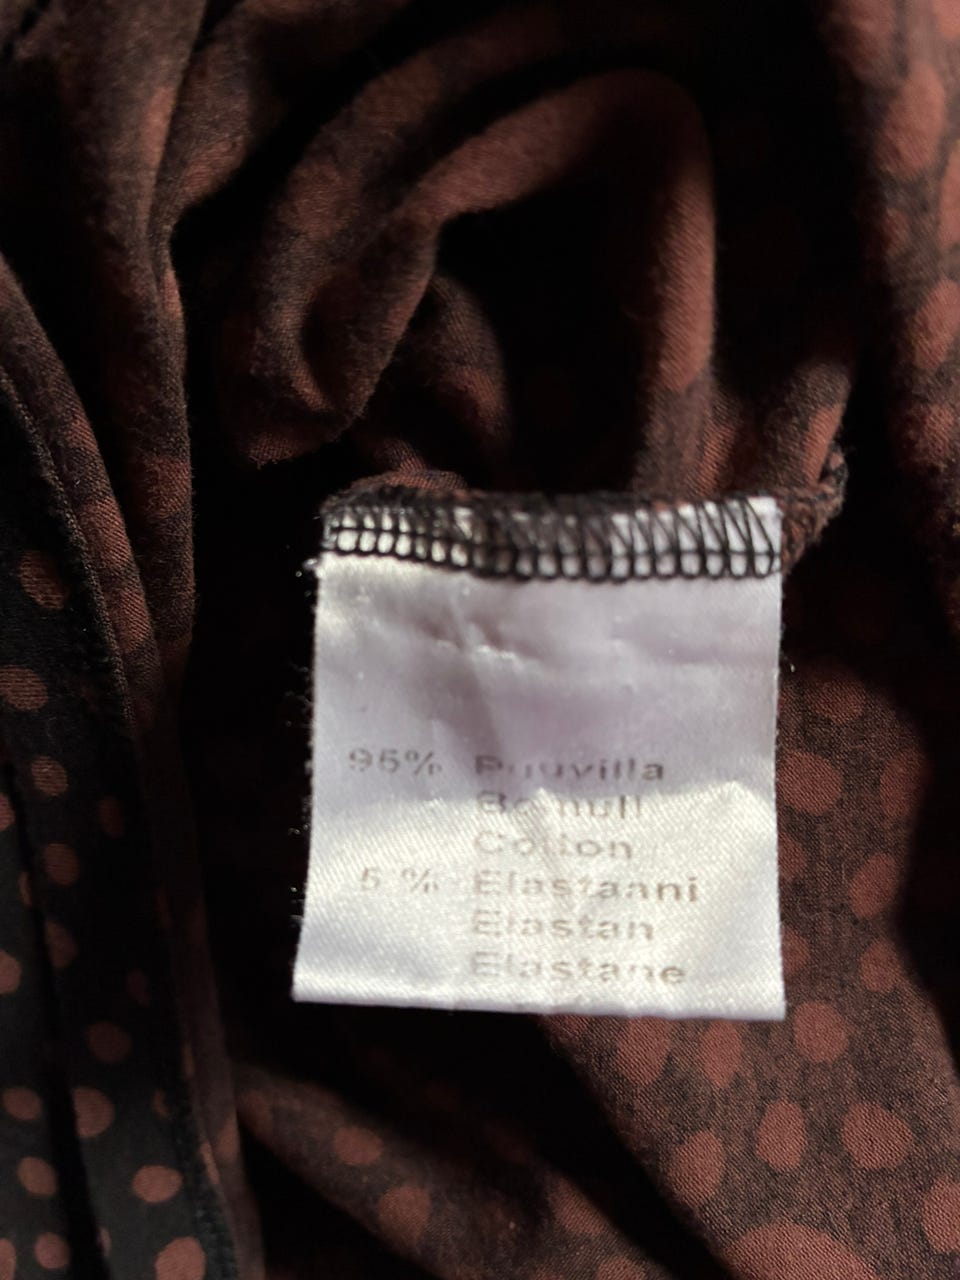 95% Puuvilla
Bomull
Cotton
5 % Elastaani
Elastan
Elastane